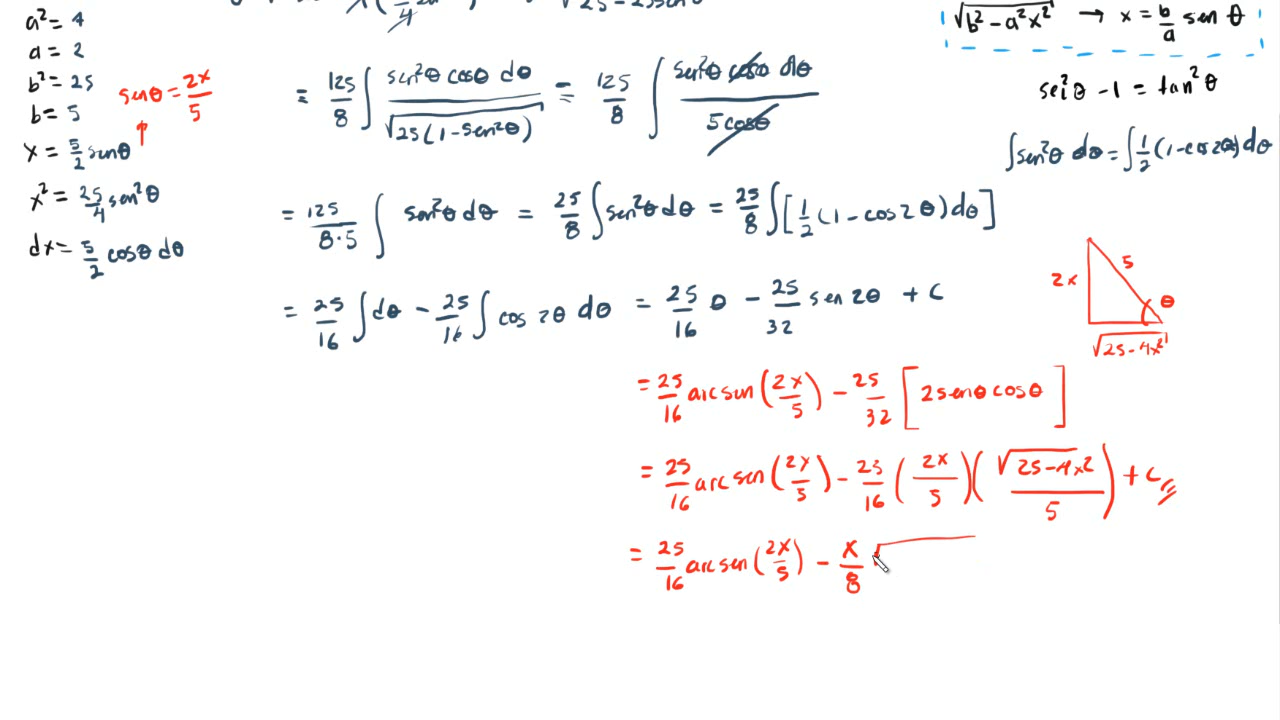 a² = 4
a = 2
b² = 25
b = 5
senθ = 2x/5
x = 5/2 senθ
x² = 25/4 sen²θ
dx = 5/2 cosθ dθ
√(b² - a²x²) → x = b/a sen θ
sec²θ - 1 = tan²θ
∫sen²θ dθ = ∫1/2 (1 - cos2θ)dθ
= 125/8 ∫ sen²θ cosθ dθ / √(25(1 - sen²θ)) = 125/8 ∫ sen²θ cosθ dθ / 5cosθ
= 125/(8·5) ∫ sen²θ dθ = 25/8 ∫ sen²θ dθ = 25/8 ∫ [1/2 (1 - cos2θ)dθ]
= 25/16 ∫ dθ - 25/16 ∫ cos 2θ dθ = 25/16 θ - 25/32 sen 2θ + C
2x
5
θ
√(25 - 4x²)
= 25/16 arcsen(2x/5) - 25/32 [2senθ cosθ]
= 25/16 arcsen(2x/5) - 25/16 (2x/5)(√(25-4x²)/5) + C
= 25/16 arcsen(2x/5) - x/8 √